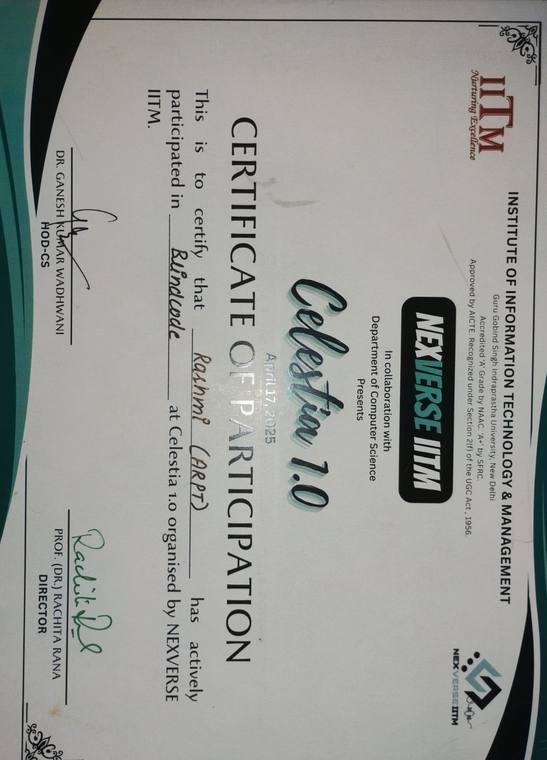 IITM
Nurturing Excellence
INSTITUTE OF INFORMATION TECHNOLOGY & MANAGEMENT
Guru Gobind Singh Indraprastha University, New Delhi
Accredited 'A' Grade by NAAC. 'A+' by SFRC.
Approved by AICTE. Recognized under Section 2(f) of the UGC Act, 1956.
NEXVERSE IITM
NEXVERSE IITM
In collaboration with
Department of Computer Science
Presents
Celestia 1.0
April 17, 2025
CERTIFICATE OF PARTICIPATION
This is to certify that Rashmi (ARPT) has actively
participated in Blindcode at Celestia 1.0 organised by NEXVERSE
IITM.
DR. GANESH KUMAR WADHWANI
HOD-CS
Rachita
PROF. (DR.) RACHITA RANA
DIRECTOR